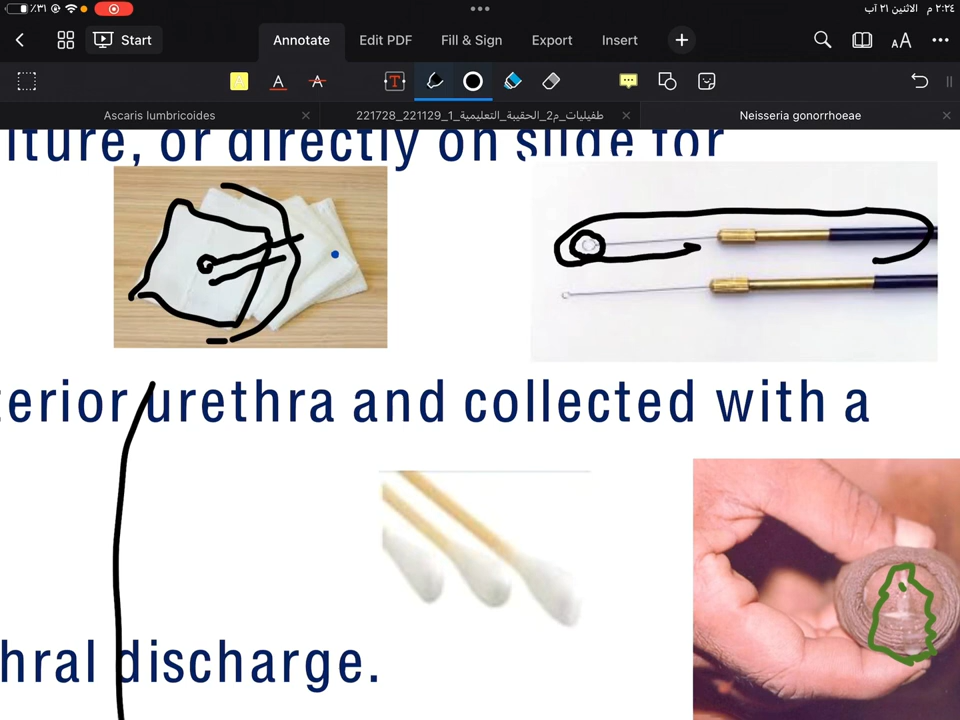 ٪٣١
٢:٢٤ م الاثنين ٢١ آب
Start
Annotate
Edit PDF
Fill & Sign
Export
Insert
AA
A A T
Ascaris lumbricoides
طفيليات_م2_الحقيبة_التعليمية_1_221129_221728
Neisseria gonorrhoeae
lture, or directly on slide for
terior urethra and collected with a
hral discharge.